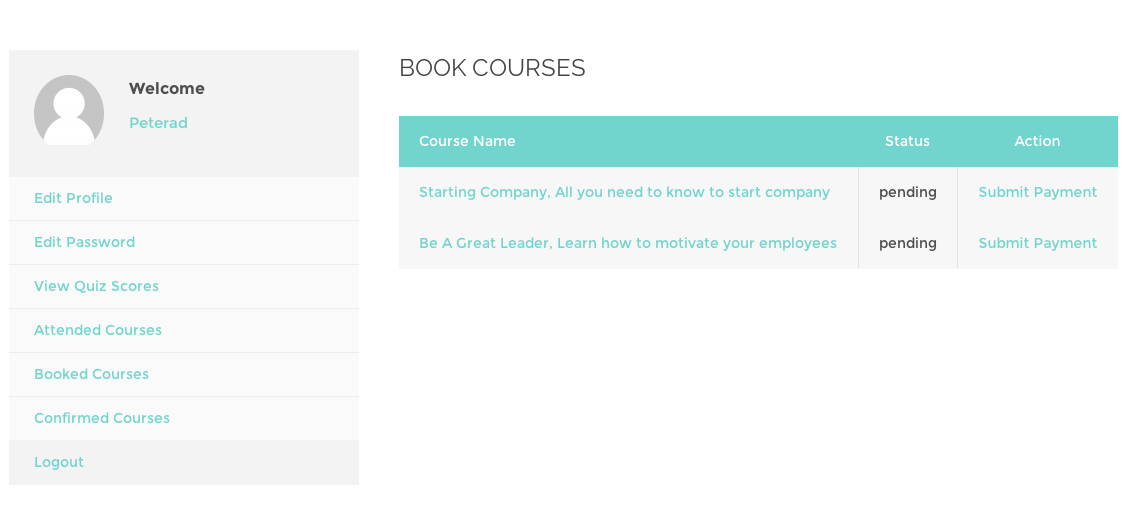 Welcome
Peterad
Edit Profile
Edit Password
View Quiz Scores
Attended Courses
Booked Courses
Confirmed Courses
Logout
BOOK COURSES
Course Name Status Action
Starting Company, All you need to know to start company pending Submit Payment
Be A Great Leader, Learn how to motivate your employees pending Submit Payment